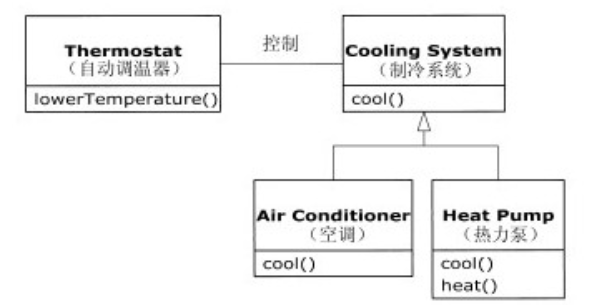 Thermostat
（自动调温器）
lowerTemperature()
控制
Cooling System
（制冷系统）
cool()
Air Conditioner
（空调）
cool()
Heat Pump
（热力泵）
cool()
heat()